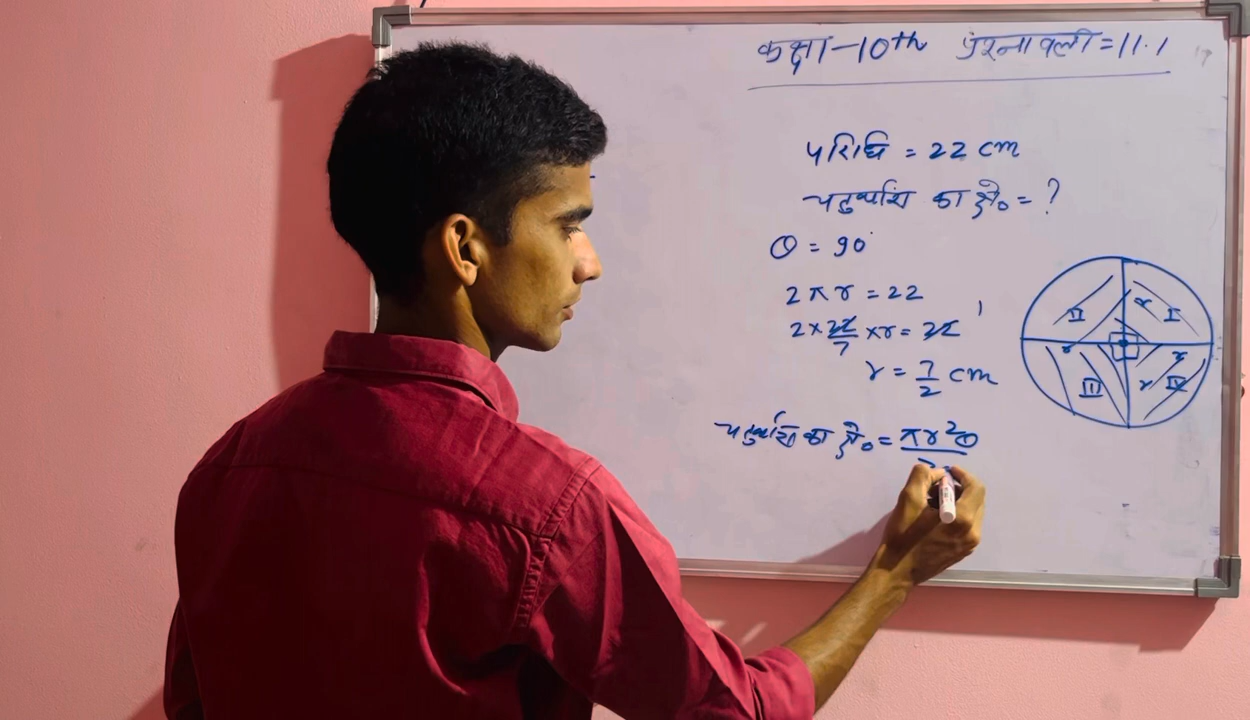 कक्षा-10th प्रश्नावली=11.1
परिधि = 22 cm
चतुर्थांश का क्षे० = ?
θ = 90°
2πr = 22
2×22/7×r = 22
1
r = 7/2 cm
चतुर्थांश का क्षे० = πr²θ
II
r
I
r
III
r
r
IV